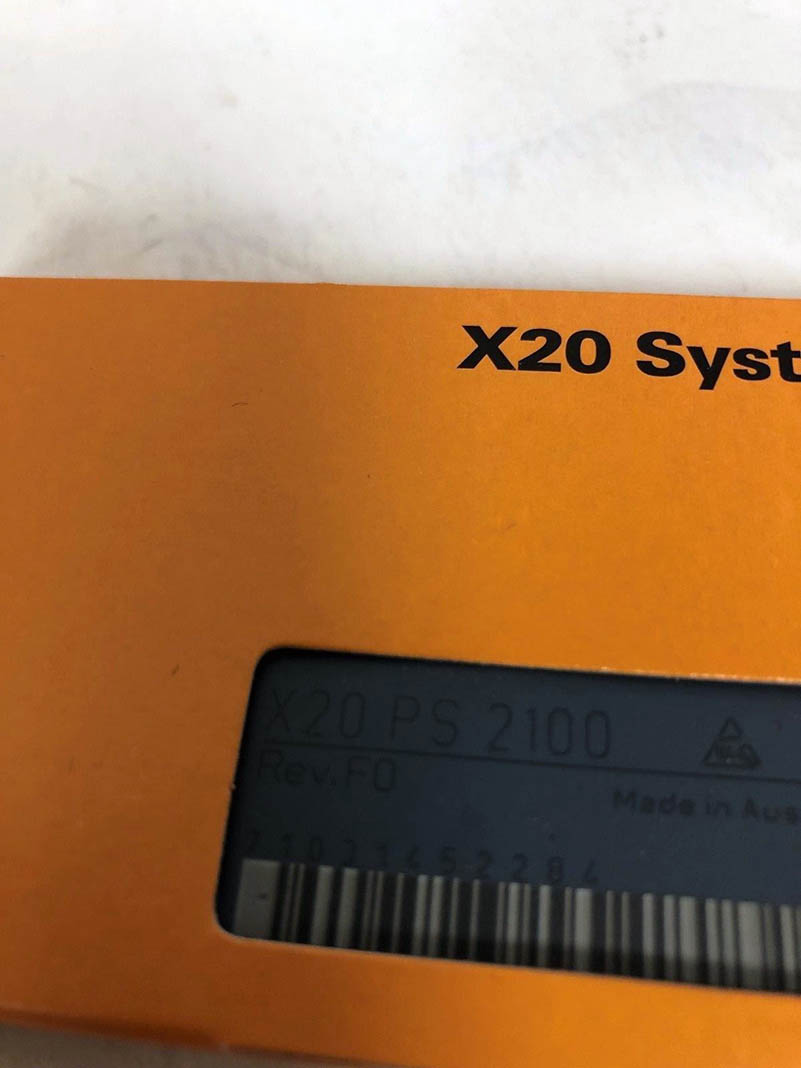 X20 Syst
X20 PS 2100
Rev. F0
Made in Aus